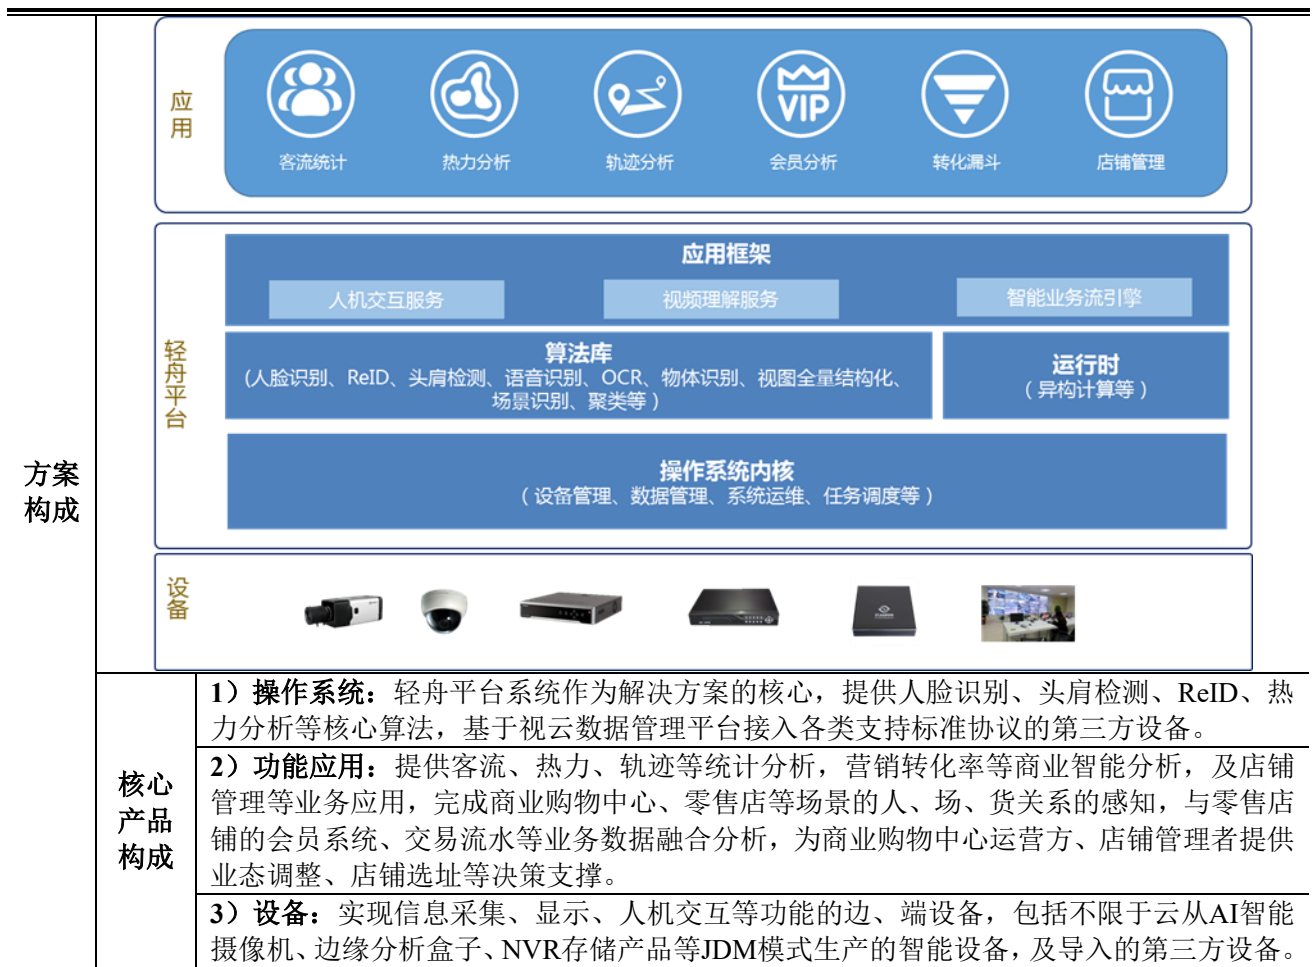 应用
VIP
客流统计 热力分析 轨迹分析 会员分析 转化漏斗 店铺管理
轻舟平台
应用框架
人机交互服务 视频理解服务 智能业务流引擎
算法库
(人脸识别、ReID、头肩检测、语音识别、OCR、物体识别、视图全量结构化、
场景识别、聚类等）
运行时
（异构计算等）
操作系统内核
（设备管理、数据管理、系统运维、任务调度等）
设备
方案
构成
核心
产品
构成
1）操作系统：轻舟平台系统作为解决方案的核心，提供人脸识别、头肩检测、ReID、热
力分析等核心算法，基于视云数据管理平台接入各类支持标准协议的第三方设备。
2）功能应用：提供客流、热力、轨迹等统计分析，营销转化率等商业智能分析，及店铺
管理等业务应用，完成商业购物中心、零售店等场景的人、场、货关系的感知，与零售店
铺的会员系统、交易流水等业务数据融合分析，为商业购物中心运营方、店铺管理者提供
业态调整、店铺选址等决策支撑。
3）设备：实现信息采集、显示、人机交互等功能的边、端设备，包括不限于云从AI智能
摄像机、边缘分析盒子、NVR存储产品等JDM模式生产的智能设备，及导入的第三方设备。